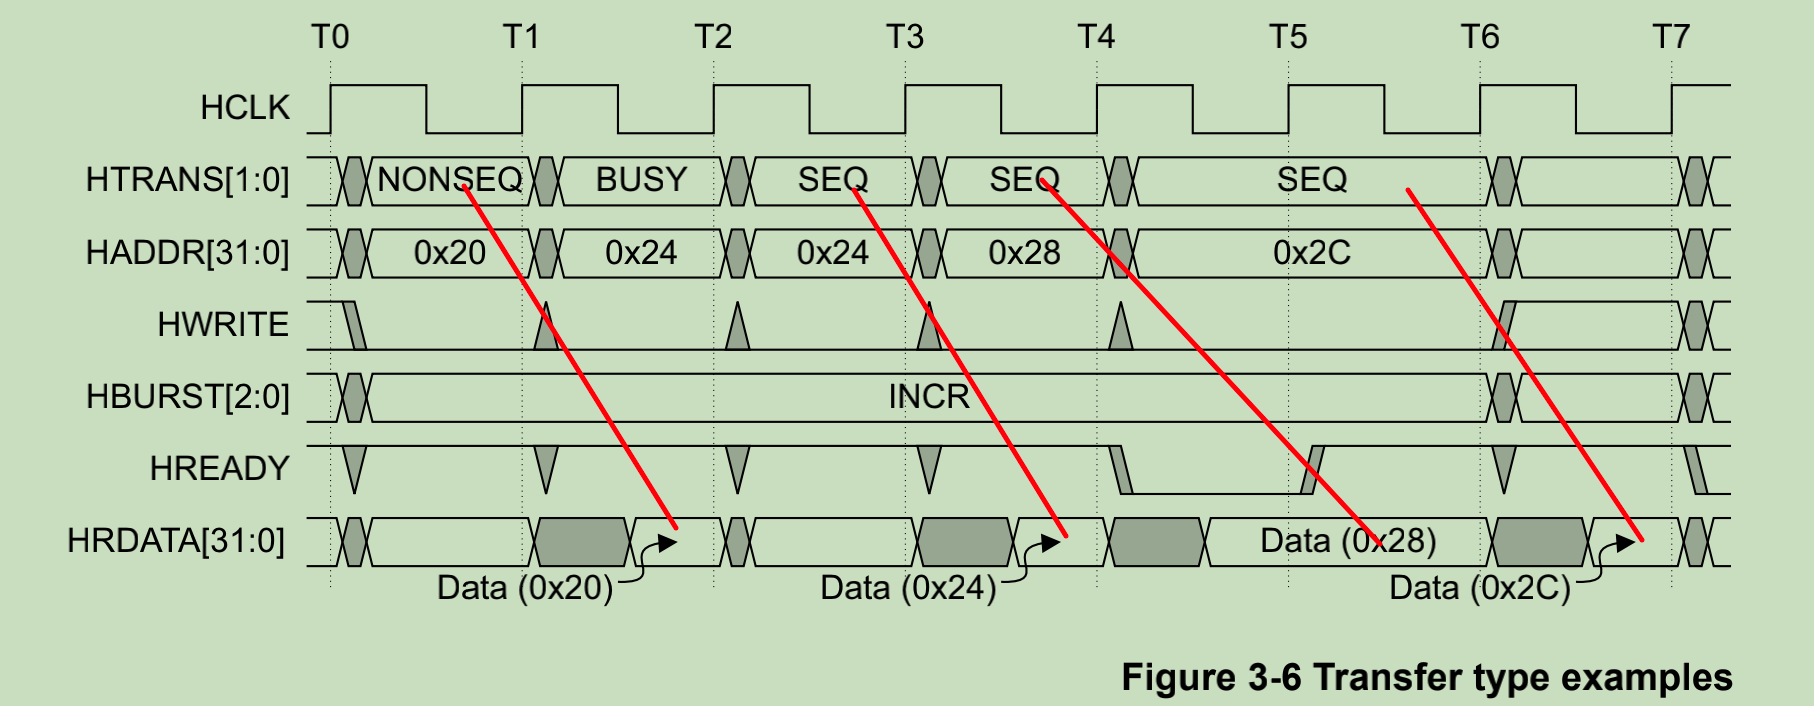 T0 T1 T2 T3 T4 T5 T6 T7
HCLK
HTRANS[1:0] NONSEQ BUSY SEQ SEQ SEQ
HADDR[31:0] 0x20 0x24 0x24 0x28 0x2C
HWRITE
HBURST[2:0] INCR
HREADY
HRDATA[31:0] Data (0x28)
Data (0x20) Data (0x24) Data (0x2C)
Figure 3-6 Transfer type examples